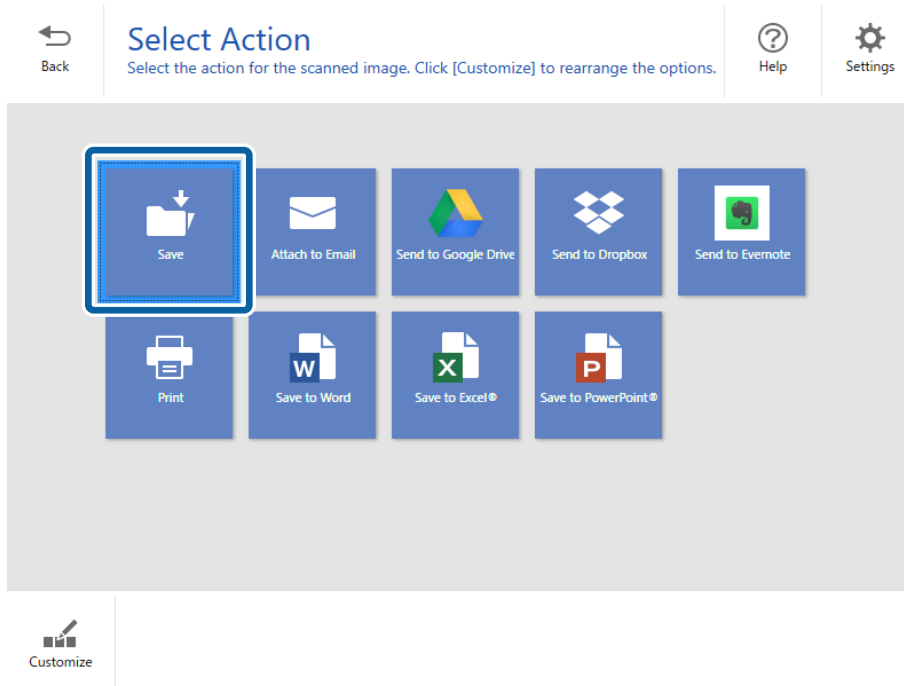 Back
Select Action
Select the action for the scanned image. Click [Customize] to rearrange the options.
Help
Settings
Save
Attach to Email
Send to Google Drive
Send to Dropbox
Send to Evernote
Print
W
Save to Word
X
Save to Excel®
P
Save to PowerPoint®
Customize